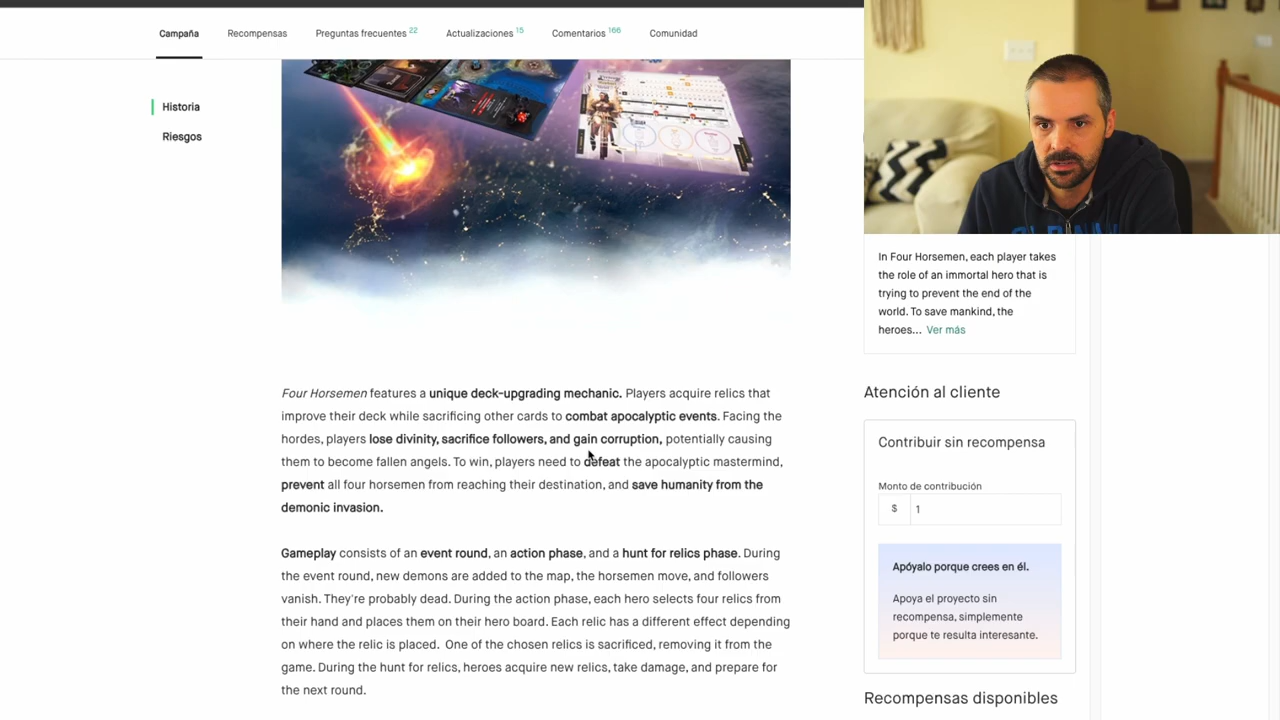 Campaña
Recompensas
Preguntas frecuentes 22
Actualizaciones 15
Comentarios 166
Comunidad
Historia
Riesgos
In Four Horsemen, each player takes
the role of an immortal hero that is
trying to prevent the end of the
world. To save mankind, the
heroes... Ver más
Four Horsemen features a unique deck-upgrading mechanic. Players acquire relics that
improve their deck while sacrificing other cards to combat apocalyptic events. Facing the
hordes, players lose divinity, sacrifice followers, and gain corruption, potentially causing
them to become fallen angels. To win, players need to defeat the apocalyptic mastermind,
prevent all four horsemen from reaching their destination, and save humanity from the
demonic invasion.
Gameplay consists of an event round, an action phase, and a hunt for relics phase. During
the event round, new demons are added to the map, the horsemen move, and followers
vanish. They're probably dead. During the action phase, each hero selects four relics from
their hand and places them on their hero board. Each relic has a different effect depending
on where the relic is placed. One of the chosen relics is sacrificed, removing it from the
game. During the hunt for relics, heroes acquire new relics, take damage, and prepare for
the next round.
Atención al cliente
Contribuir sin recompensa
Monto de contribución
$ 1
Apóyalo porque crees en él.
Apoya el proyecto sin
recompensa, simplemente
porque te resulta interesante.
Recompensas disponibles